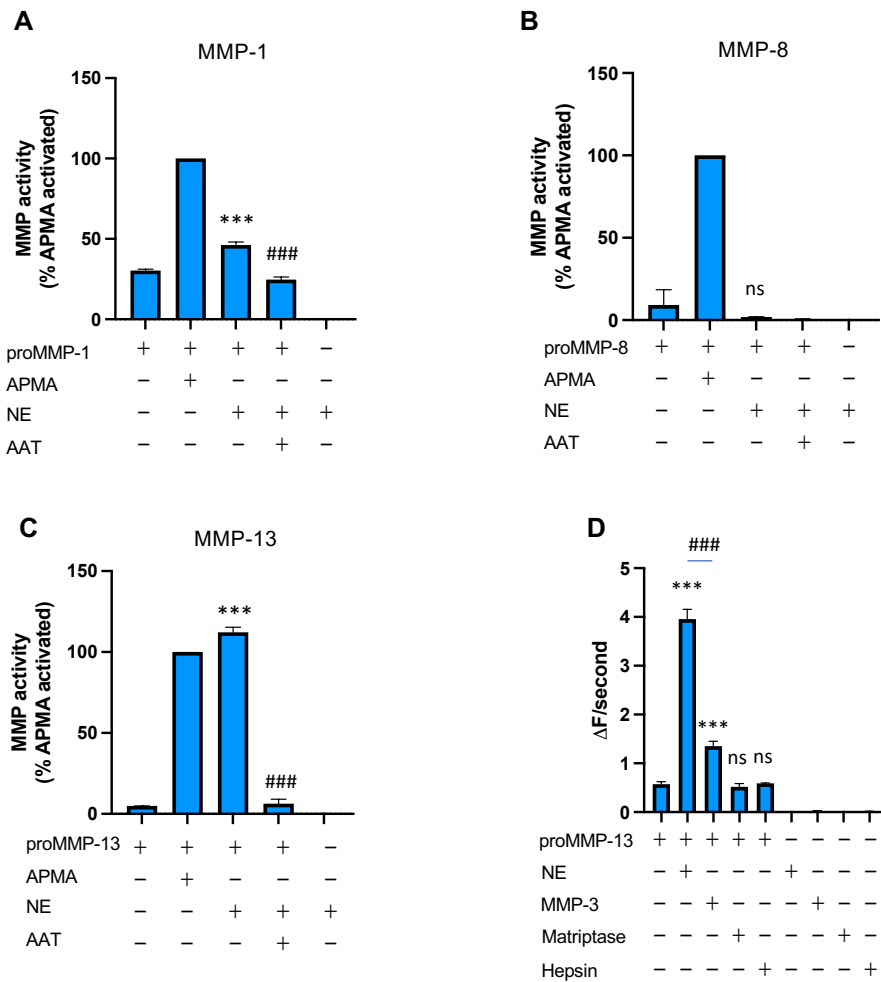 A
MMP-1
MMP activity
(% APMA activated)
150
100
50
0
***
###
proMMP-1 + + + + −
APMA − + − − −
NE − − + + +
AAT − − − + −
B
MMP-8
MMP activity
(% APMA activated)
150
100
50
0
ns
proMMP-8 + + + + −
APMA − + − − −
NE − − + + +
AAT − − − + −
C
MMP-13
MMP activity
(% APMA activated)
150
100
50
0
***
###
proMMP-13 + + + + −
APMA − + − − −
NE − − + + +
AAT − − − + −
D
###
ΔF/second
5
4
3
2
1
0
***
***
ns
ns
proMMP-13 + + + + + − − − −
NE − + − − − + − − −
MMP-3 − − + − − − + − −
Matriptase − − − + − − − + −
Hepsin − − − − + − − − +